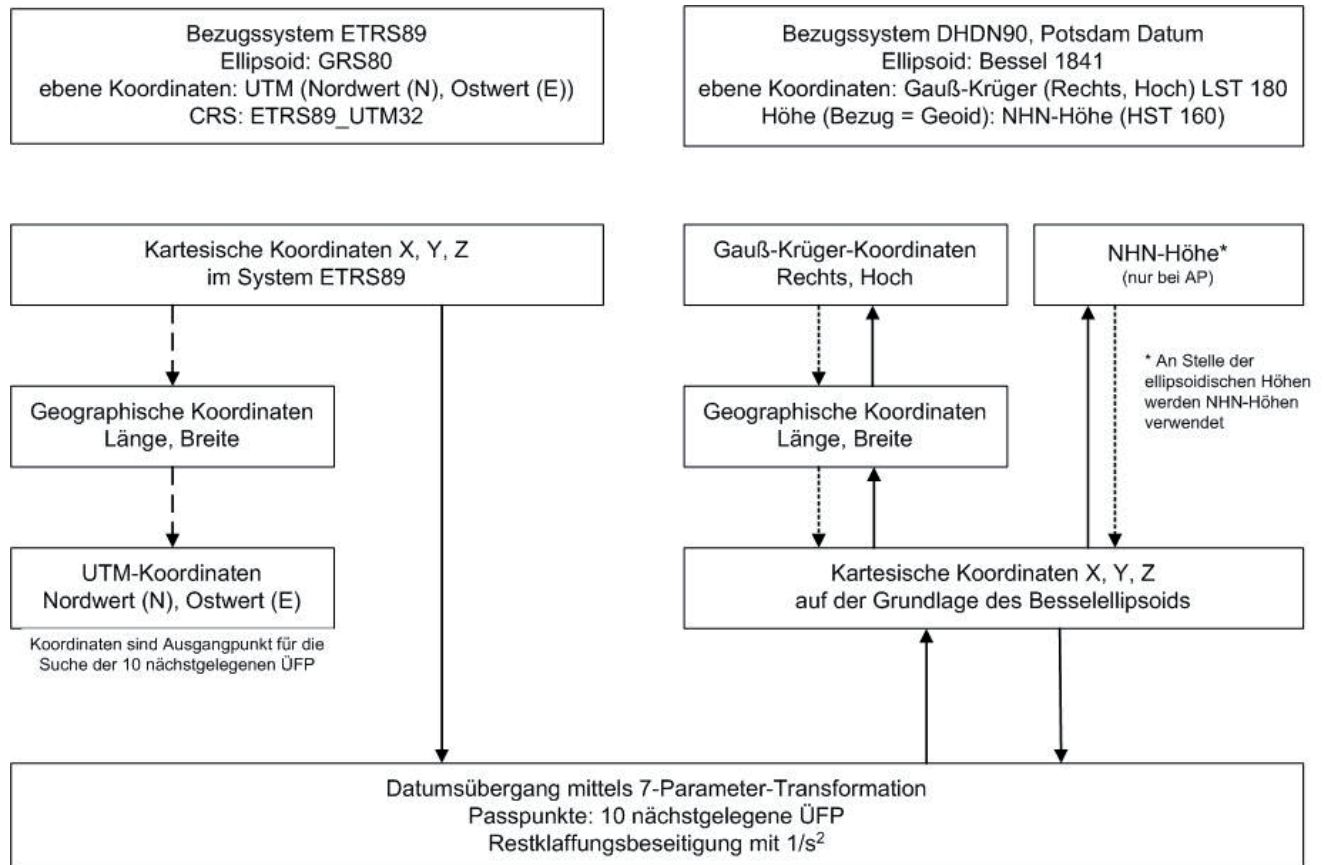 Bezugssystem ETRS89
Ellipsoid: GRS80
ebene Koordinaten: UTM (Nordwert (N), Ostwert (E))
CRS: ETRS89_UTM32
Bezugssystem DHDN90, Potsdam Datum
Ellipsoid: Bessel 1841
ebene Koordinaten: Gauß-Krüger (Rechts, Hoch) LST 180
Höhe (Bezug = Geoid): NHN-Höhe (HST 160)
Kartesische Koordinaten X, Y, Z
im System ETRS89
Gauß-Krüger-Koordinaten
Rechts, Hoch
NHN-Höhe*
(nur bei AP)
* An Stelle der
ellipsoidischen Höhen
werden NHN-Höhen
verwendet
Geographische Koordinaten
Länge, Breite
Geographische Koordinaten
Länge, Breite
UTM-Koordinaten
Nordwert (N), Ostwert (E)
Koordinaten sind Ausgangpunkt für die
Suche der 10 nächstgelegenen ÜFP
Kartesische Koordinaten X, Y, Z
auf der Grundlage des Besselellipsoids
Datumsübergang mittels 7-Parameter-Transformation
Passpunkte: 10 nächstgelegene ÜFP
Restklaffungsbeseitigung mit 1/s²